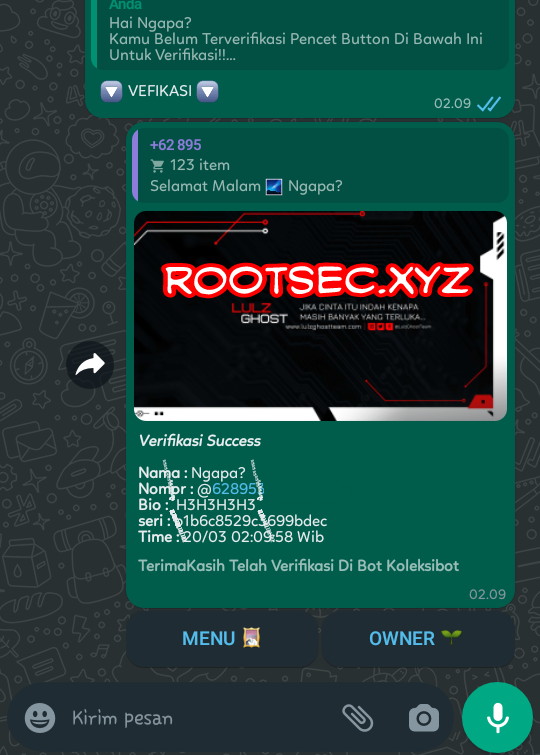 Anda
Hai Ngapa?
Kamu Belum Terverifikasi Pencet Button Di Bawah Ini
Untuk Verifikasi!!...
VEFIKASI
02.09
+62 895
123 item
Selamat Malam 🌌 Ngapa?
ROOTSEC.XYZ
LULZ
GHOST
JIKA CINTA ITU INDAH KENAPA
MASIH BANYAK YANG TERLUKA...
www.lulzghostteam.com
Verifikasi Success
Nama : Ngapa?
Nomor : @62895
Bio : H3H3H3H3
seri :
Time : 20/03 02:09:58 Wib
TerimaKasih Telah Verifikasi Di Bot Koleksibot
02.09
MENU
OWNER 🌱
Kirim pesan